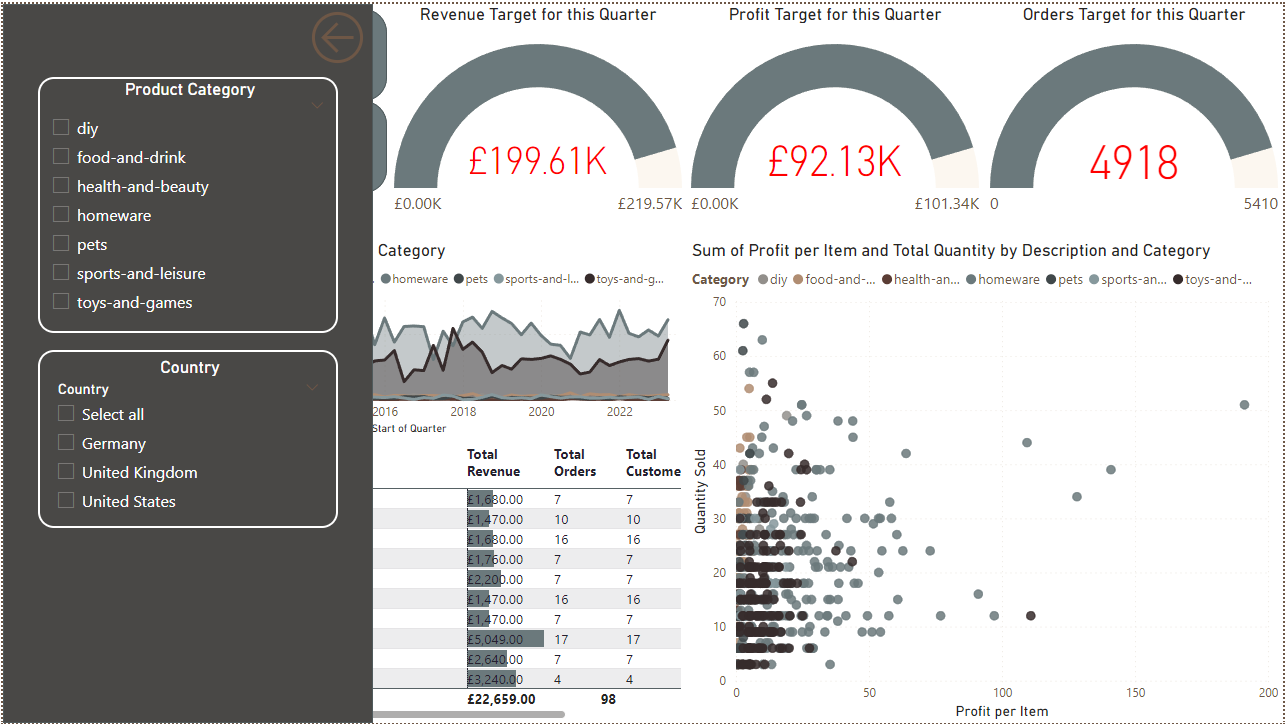 Product Category
diy
food-and-drink
health-and-beauty
homeware
pets
sports-and-leisure
toys-and-games
Country
Country
Select all
Germany
United Kingdom
United States
Revenue Target for this Quarter
£199.61K
£0.00K £219.57K
Profit Target for this Quarter
£92.13K
£0.00K £101.34K
Orders Target for this Quarter
4918
0 5410
Category
homeware pets sports-and-l... toys-and-g...
2016 2018 2020 2022
Start of Quarter
Total Revenue Total Orders Total Custome
£1,680.00 7 7
£1,470.00 10 10
£1,680.00 16 16
£1,760.00 7 7
£2,200.00 7 7
£1,470.00 16 16
£1,470.00 7 7
£5,049.00 17 17
£2,640.00 7 7
£3,240.00 4 4
£22,659.00 98
Sum of Profit per Item and Total Quantity by Description and Category
Category diy food-and-... health-an... homeware pets sports-an... toys-and-...
Quantity Sold
70
60
50
40
30
20
10
0
0 50 100 150 200
Profit per Item